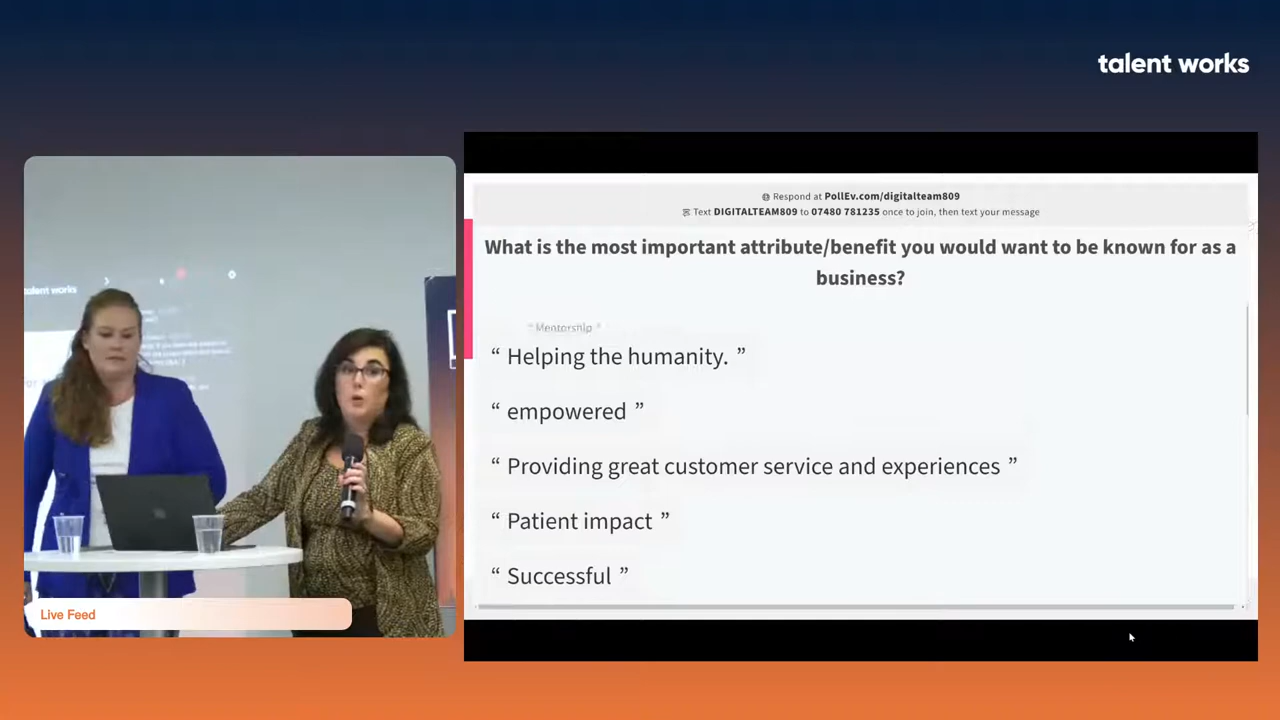 talent works
Respond at PollEv.com/digitalteam809
Text DIGITALTEAM809 to 07480 781235 once to join, then text your message
What is the most important attribute/benefit you would want to be known for as a
business?
“ Mentorship ”
“ Helping the humanity. ”
“ empowered ”
“ Providing great customer service and experiences ”
“ Patient impact ”
“ Successful ”
talent works
Live Feed